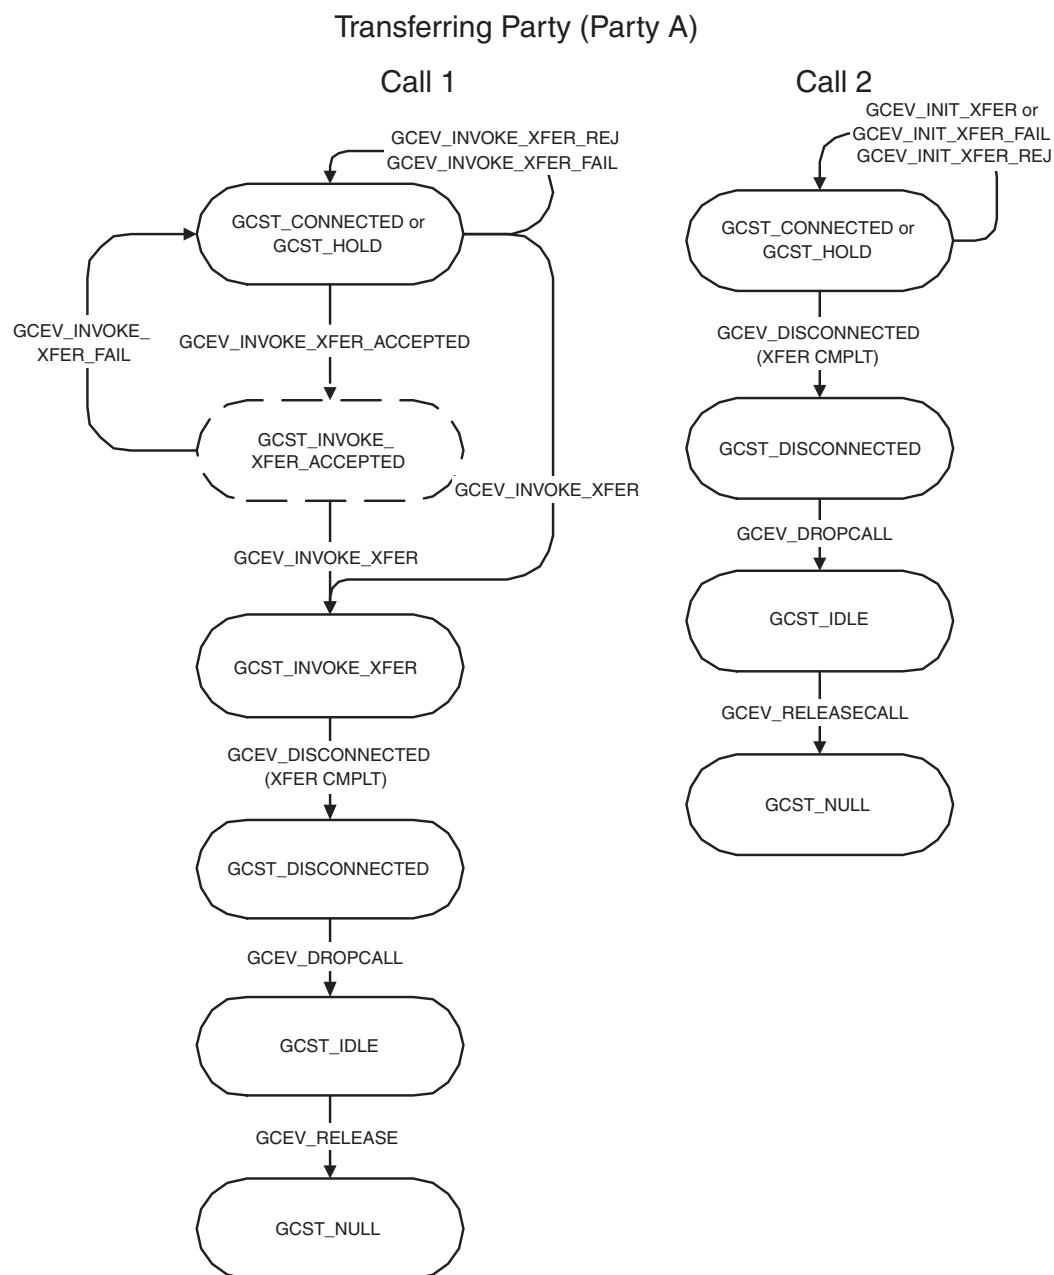 Transferring Party (Party A)
Call 1
GCEV_INVOKE_XFER_REJ
GCEV_INVOKE_XFER_FAIL
GCST_CONNECTED or
GCST_HOLD
GCEV_INVOKE_
XFER_FAIL
GCEV_INVOKE_XFER_ACCEPTED
GCST_INVOKE_
XFER_ACCEPTED
GCEV_INVOKE_XFER
GCEV_INVOKE_XFER
GCST_INVOKE_XFER
GCEV_DISCONNECTED
(XFER CMPLT)
GCST_DISCONNECTED
GCEV_DROPCALL
GCST_IDLE
GCEV_RELEASE
GCST_NULL
Call 2
GCEV_INIT_XFER or
GCEV_INIT_XFER_FAIL
GCEV_INIT_XFER_REJ
GCST_CONNECTED or
GCST_HOLD
GCEV_DISCONNECTED
(XFER CMPLT)
GCST_DISCONNECTED
GCEV_DROPCALL
GCST_IDLE
GCEV_RELEASECALL
GCST_NULL